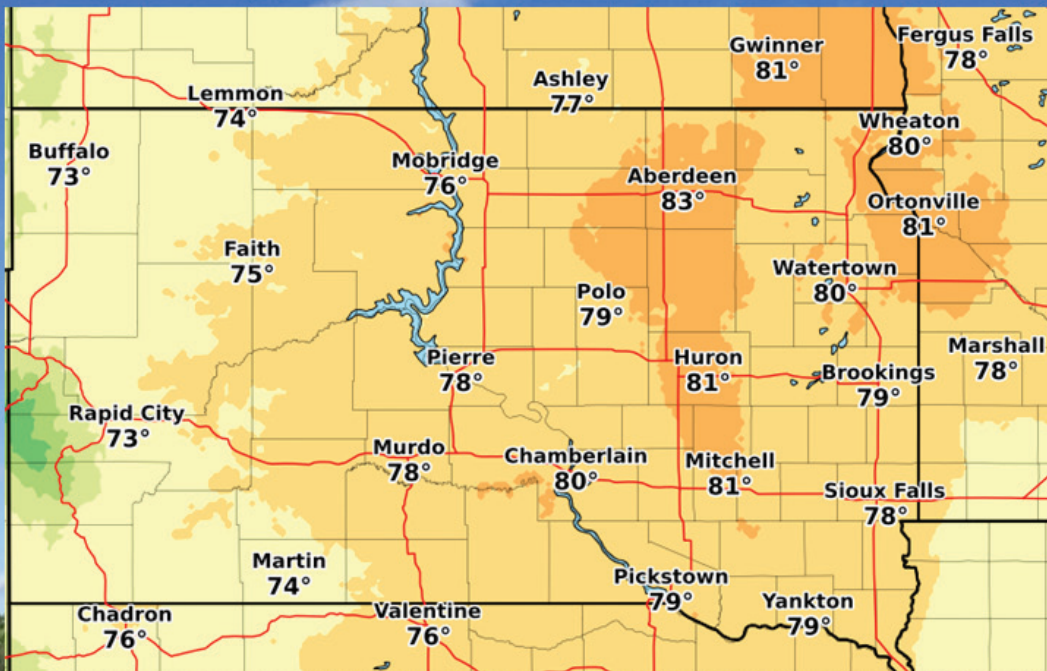 Fergus Falls
78°
Gwinner
81°
Ashley
77°
Lemmon
74°
Wheaton
80°
Buffalo
73°
Mobridge
76°
Aberdeen
83°
Ortonville
81°
Faith
75°
Watertown
80°
Polo
79°
Marshall
78°
Pierre
78°
Huron
81°
Brookings
79°
Rapid City
73°
Murdo
78°
Chamberlain
80°
Mitchell
81°
Sioux Falls
78°
Martin
74°
Pickstown
79°
Yankton
79°
Chadron
76°
Valentine
76°